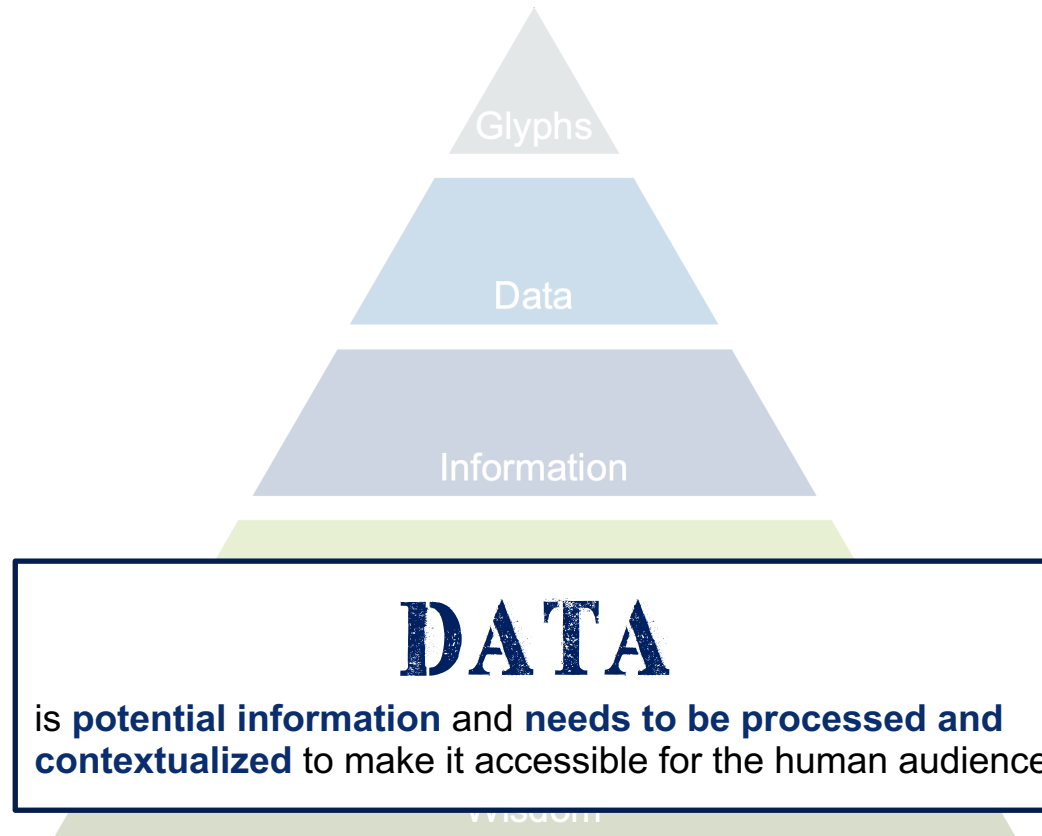 Glyphs
Data
Information
DATA
is potential information and needs to be processed and
contextualized to make it accessible for the human audience
Wisdom